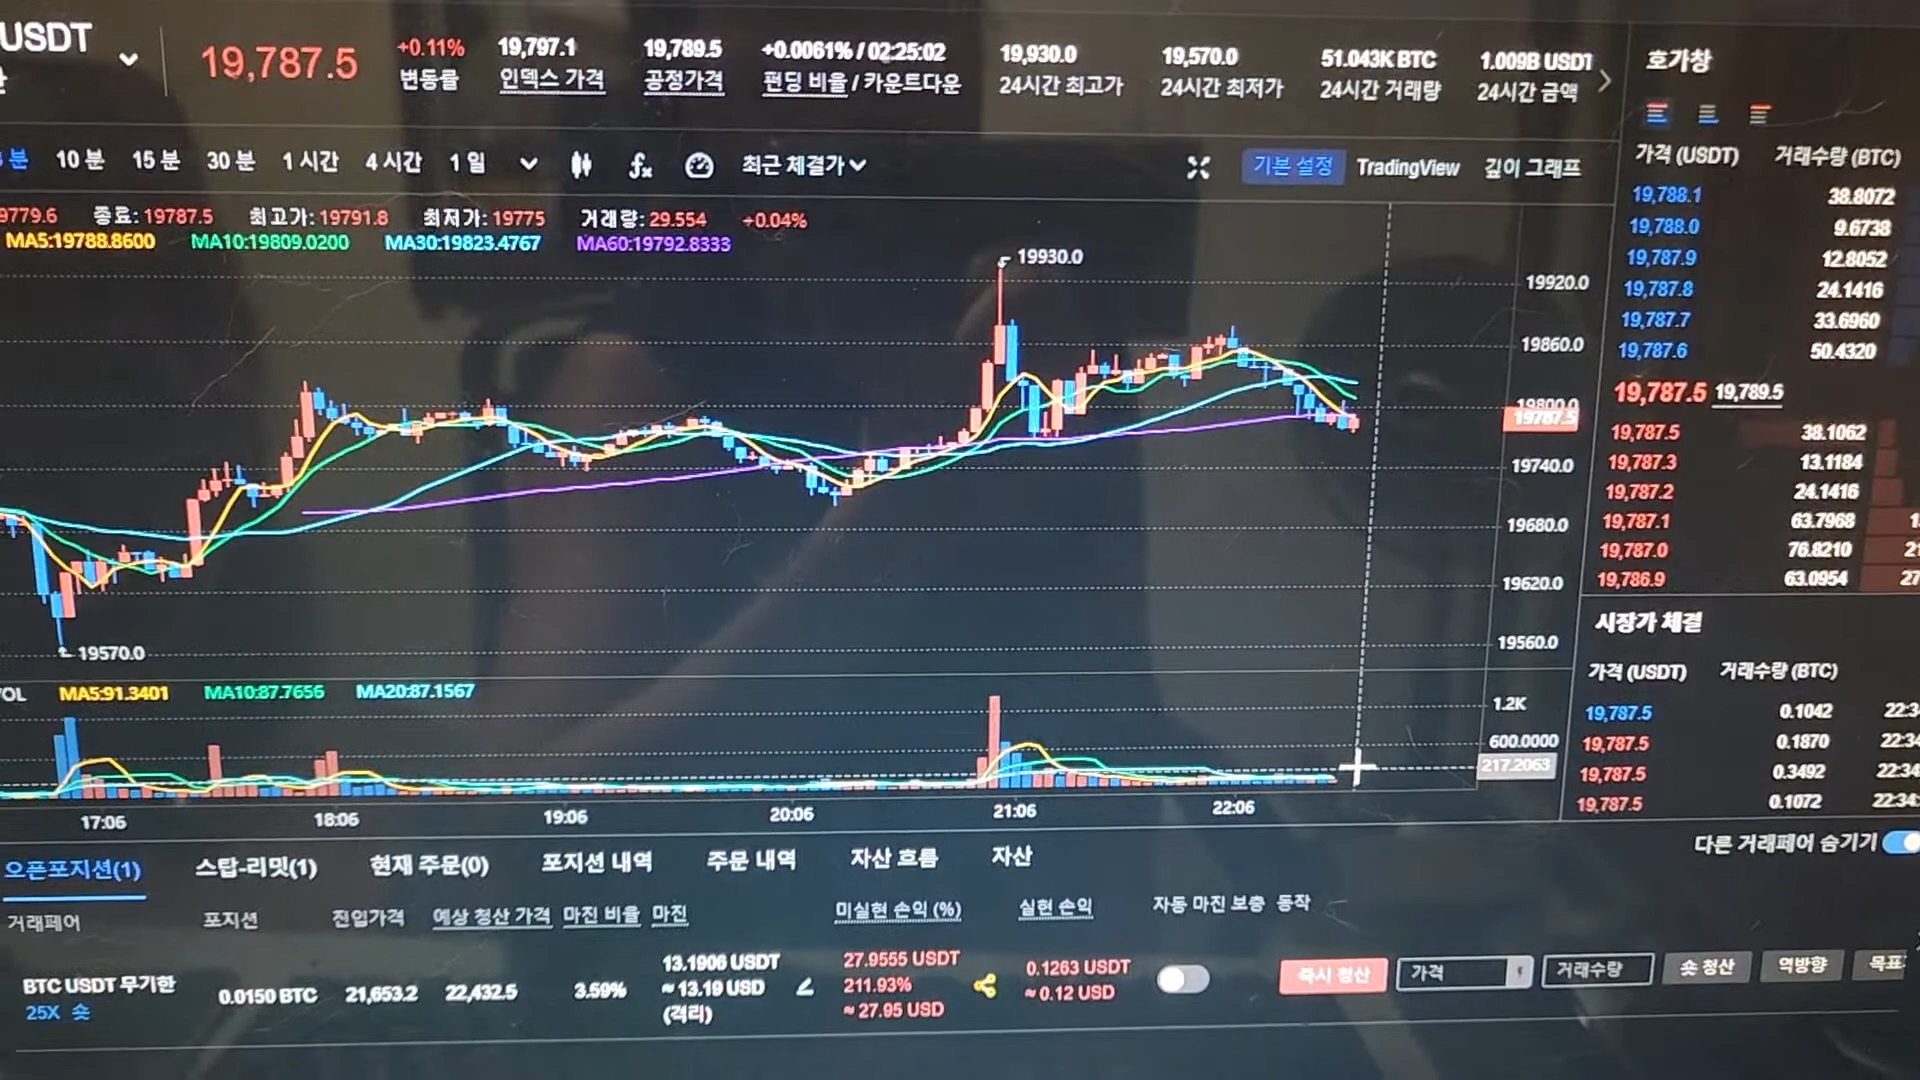 USDT
19,787.5
+0.11%
변동률
19,797.1
인덱스 가격
19,789.5
공정가격
+0.0061% / 02:25:02
펀딩 비율 / 카운트다운
19,930.0
24시간 최고가
19,570.0
24시간 최저가
51.043K BTC
24시간 거래량
1.009B USDT
24시간 금액
분 10 분 15 분 30 분 1 시간 4 시간 1 일 최근 체결가
기본 설정 TradingView 깊이 그래프
9779.6 종료: 19787.5 최고가: 19791.8 최저가: 19775 거래량: 29.554 +0.04%
MA5:19788.8600 MA10:19809.0200 MA30:19823.4767 MA60:19792.8333
19930.0
19570.0
19920.0
19860.0
19800.0
19787.5
19740.0
19680.0
19620.0
19560.0
VOL MA5:91.3401 MA10:87.7656 MA20:87.1567
1.2K
600.0000
217.2063
17:06 18:06 19:06 20:06 21:06 22:06
호가창
가격 (USDT) 거래수량 (BTC)
19,788.1 38.8072
19,788.0 9.6738
19,787.9 12.8052
19,787.8 24.1416
19,787.7 33.6960
19,787.6 50.4320
19,787.5 19,789.5
19,787.5 38.1062
19,787.3 13.1184
19,787.2 24.1416
19,787.1 63.7968
19,787.0 76.8210
19,786.9 63.0954
시장가 체결
가격 (USDT) 거래수량 (BTC)
19,787.5 0.1042 22:34
19,787.5 0.1870 22:34
19,787.5 0.3492 22:34
19,787.5 0.1072 22:34:
다른 거래페어 숨기기
오픈포지션(1) 스탑-리밋(1) 현재 주문(0) 포지션 내역 주문 내역 자산 흐름 자산
거래페어 포지션 진입가격 예상 청산 가격 마진 비율 마진 미실현 손익 (%) 실현 손익 자동 마진 보충 동작
BTC USDT 무기한
25X 숏
0.0150 BTC
21,653.2
22,432.5
3.59%
13.1906 USDT
≈ 13.19 USD
(격리)
27.9555 USDT
211.93%
≈ 27.95 USD
0.1263 USDT
≈ 0.12 USD
즉시 청산
가격
거래수량
숏 청산
역방향
목표